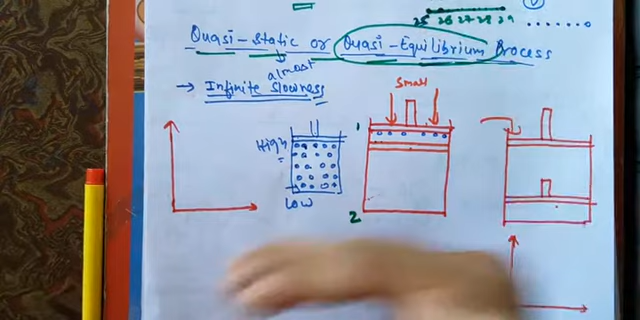 25 26 27 28 29 .......
Quasi-Static or Quasi-Equilibrium Process
almost
→ Infinite Slowness
Small
High
Low
1
2